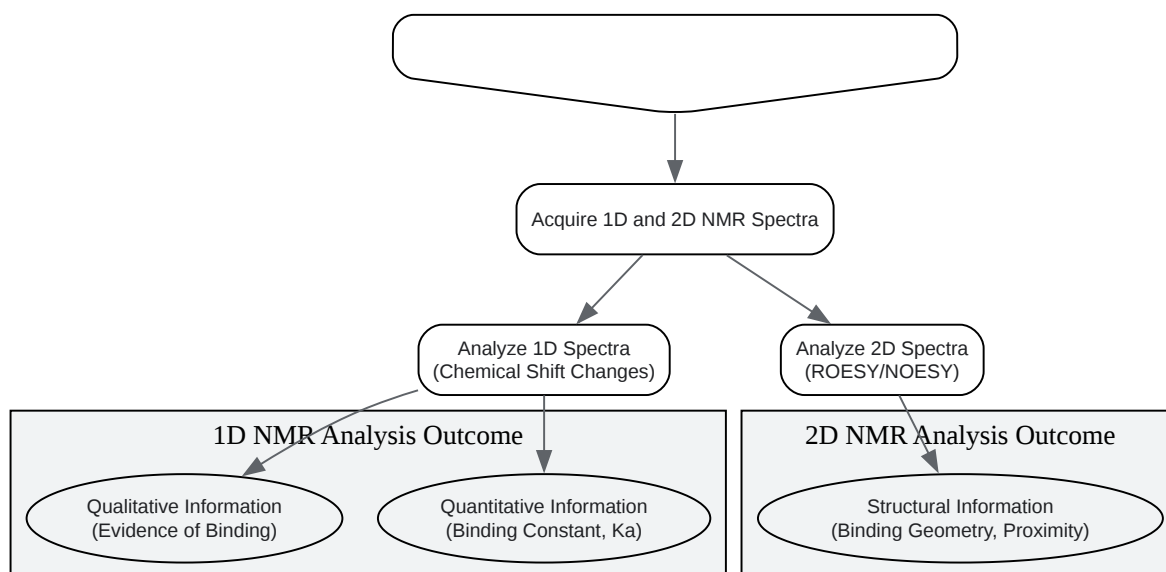 Acquire 1D and 2D NMR Spectra
Analyze 1D Spectra
(Chemical Shift Changes)
Analyze 2D Spectra
(ROESY/NOESY)
1D NMR Analysis Outcome
2D NMR Analysis Outcome
Qualitative Information
(Evidence of Binding)
Quantitative Information
(Binding Constant, Ka)
Structural Information
(Binding Geometry, Proximity)